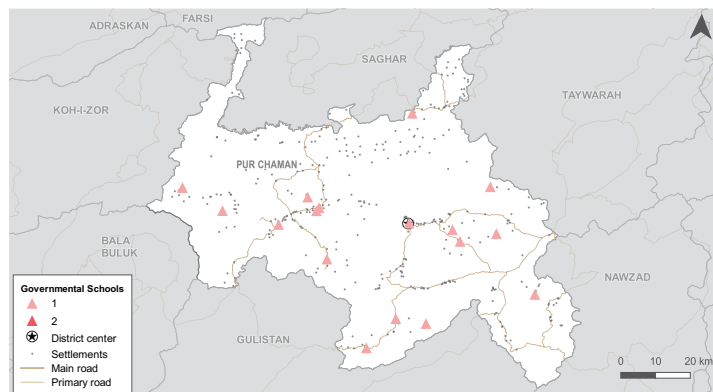 FARSI
ADRASKAN
SAGHAR
TAYWARAH
KOH-I-ZOR
PUR CHAMAN
BALA
BULUK
NAWZAD
GULISTAN
Governmental Schools
1
2
District center
Settlements
Main road
Primary road
0 10 20 km